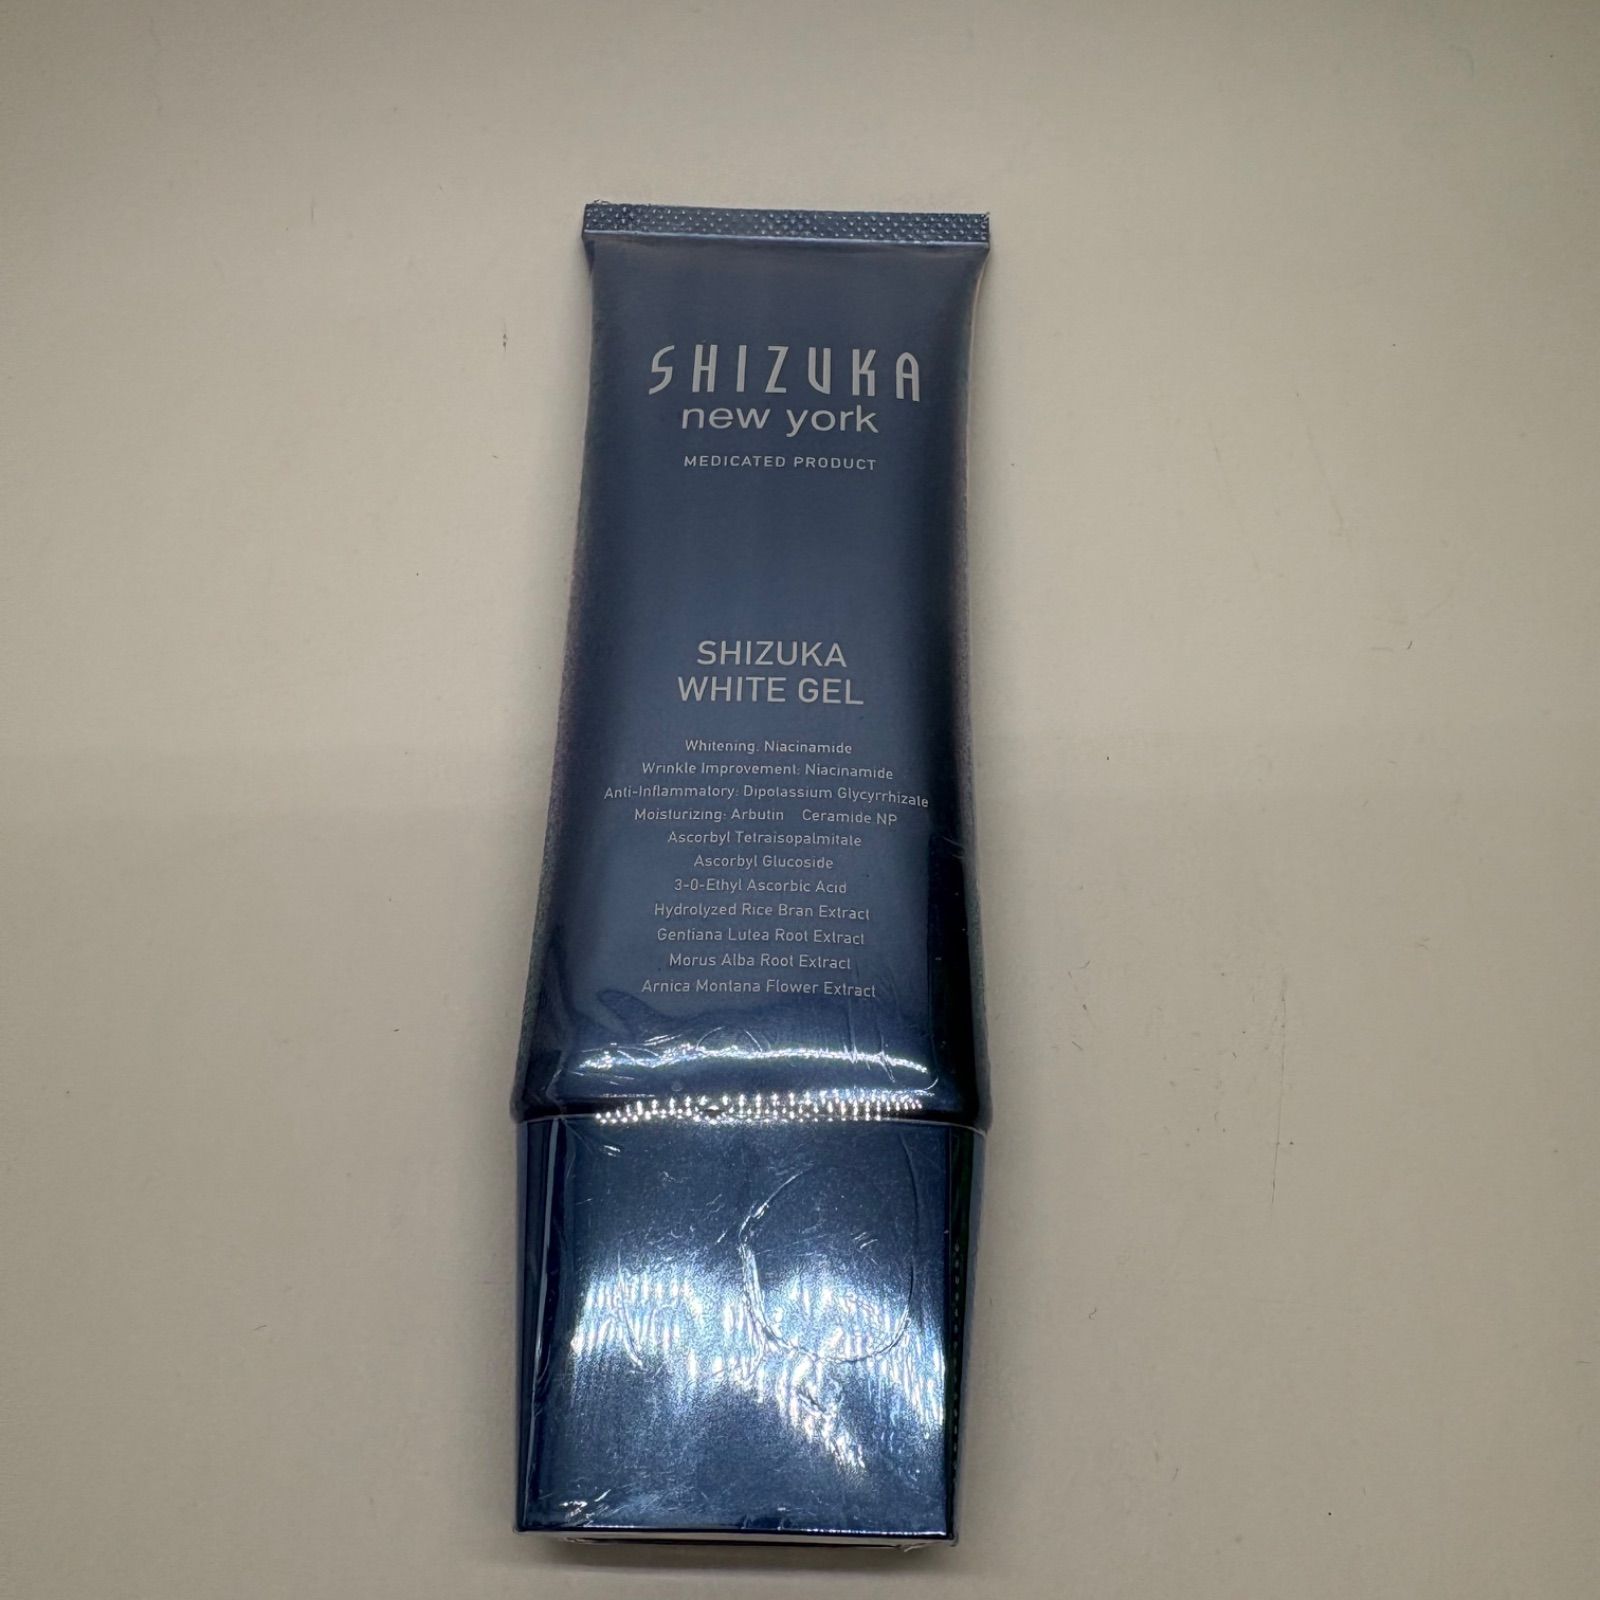 SHIZUKA
new york
MEDICATED PRODUCT
SHIZUKA
WHITE GEL
Whitening: Niacinamide
Wrinkle Improvement: Niacinamide
Anti-Inflammatory: Dipotassium Glycyrrhizate
Moisturizing: Arbutin Ceramide NP
Ascorbyl Tetraisopalmitate
Ascorbyl Glucoside
3-O-Ethyl Ascorbic Acid
Hydrolyzed Rice Bran Extract
Gentiana Lutea Root Extract
Morus Alba Root Extract
Arnica Montana Flower Extract